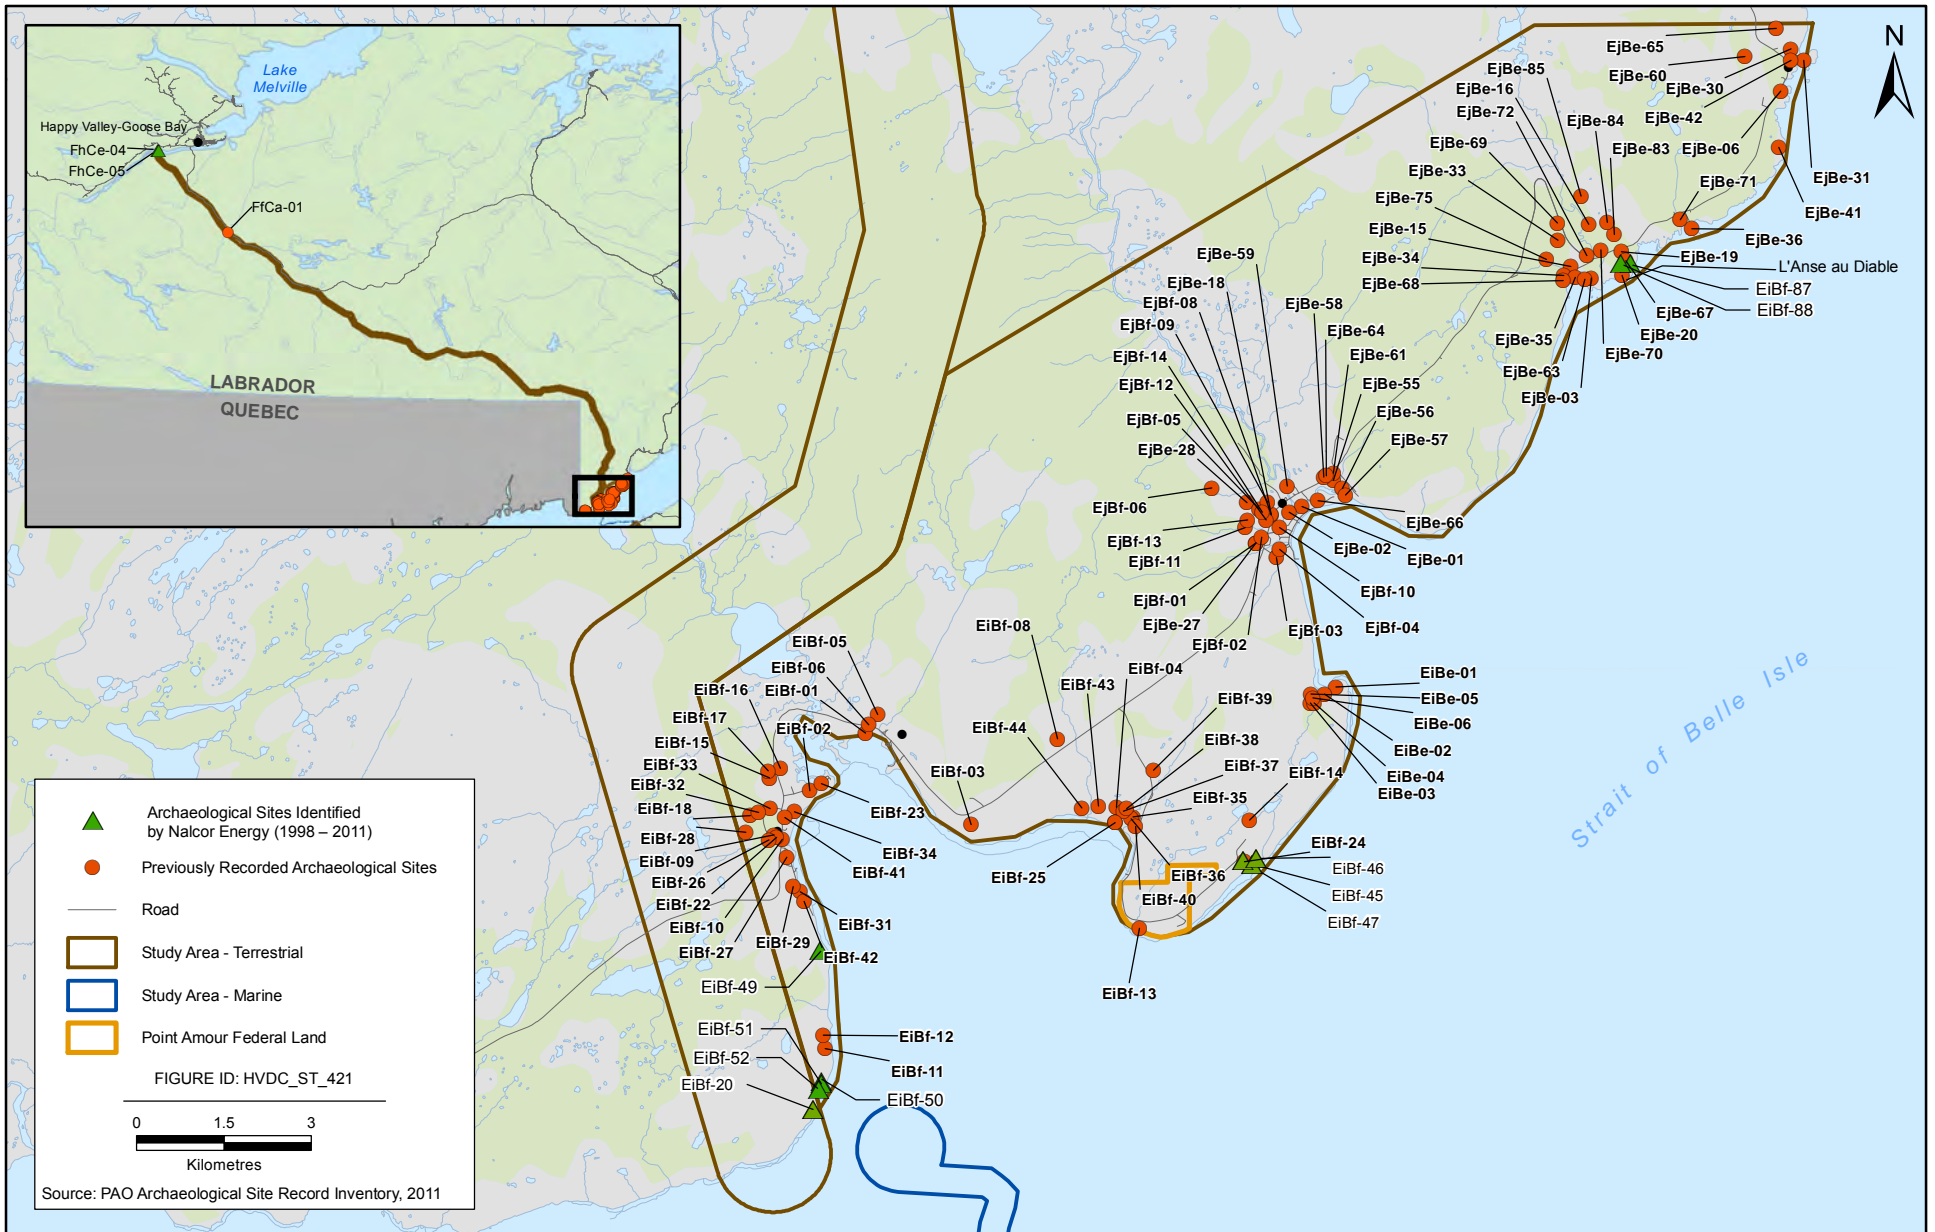 Lake
Melville
Happy Valley-Goose Bay
FhCe-04
FhCe-05
FfCa-01
LABRADOR
QUEBEC
N
EjBe-65
EjBe-60
EjBe-30
EjBe-42
EjBe-06
EjBe-85
EjBe-16
EjBe-72
EjBe-84
EjBe-83
EjBe-69
EjBe-33
EjBe-71
EjBe-31
EjBe-75
EjBe-41
EjBe-15
EjBe-36
EjBe-34
EjBe-19
EjBe-68
L'Anse au Diable
EiBf-87
EiBf-88
EjBe-67
EjBe-20
EjBe-70
EjBe-35
EjBe-63
EjBe-03
EjBe-59
EjBe-18
EjBf-08
EjBf-09
EjBf-14
EjBf-12
EjBf-05
EjBe-28
EjBe-58
EjBe-64
EjBe-61
EjBe-55
EjBe-56
EjBe-57
EjBf-06
EjBe-66
EjBf-13
EjBe-02
EjBf-11
EjBe-01
EjBf-10
EjBf-01
EjBe-27
EjBf-02
EjBf-03
EjBf-04
EiBf-08
EiBf-05
EiBf-06
EiBf-04
EiBe-01
EiBf-16
EiBf-01
EiBf-43
EiBf-39
EiBe-05
EiBf-17
EiBf-02
EiBf-44
EiBe-06
EiBf-15
EiBf-38
EiBe-02
EiBf-33
EiBf-03
EiBf-37
EiBf-14
EiBe-04
EiBf-32
EiBe-03
EiBf-18
EiBf-23
EiBf-35
EiBf-28
EiBf-34
EiBf-24
EiBf-09
EiBf-41
EiBf-46
EiBf-26
EiBf-25
EiBf-36
EiBf-45
EiBf-22
EiBf-40
EiBf-10
EiBf-31
EiBf-47
EiBf-27
EiBf-29
EiBf-42
EiBf-49
EiBf-13
EiBf-51
EiBf-12
EiBf-52
EiBf-11
EiBf-20
EiBf-50
Strait of Belle Isle
Archaeological Sites Identified
by Nalcor Energy (1998 – 2011)
Previously Recorded Archaeological Sites
Road
Study Area - Terrestrial
Study Area - Marine
Point Amour Federal Land
FIGURE ID: HVDC_ST_421
0 1.5 3
Kilometres
Source: PAO Archaeological Site Record Inventory, 2011